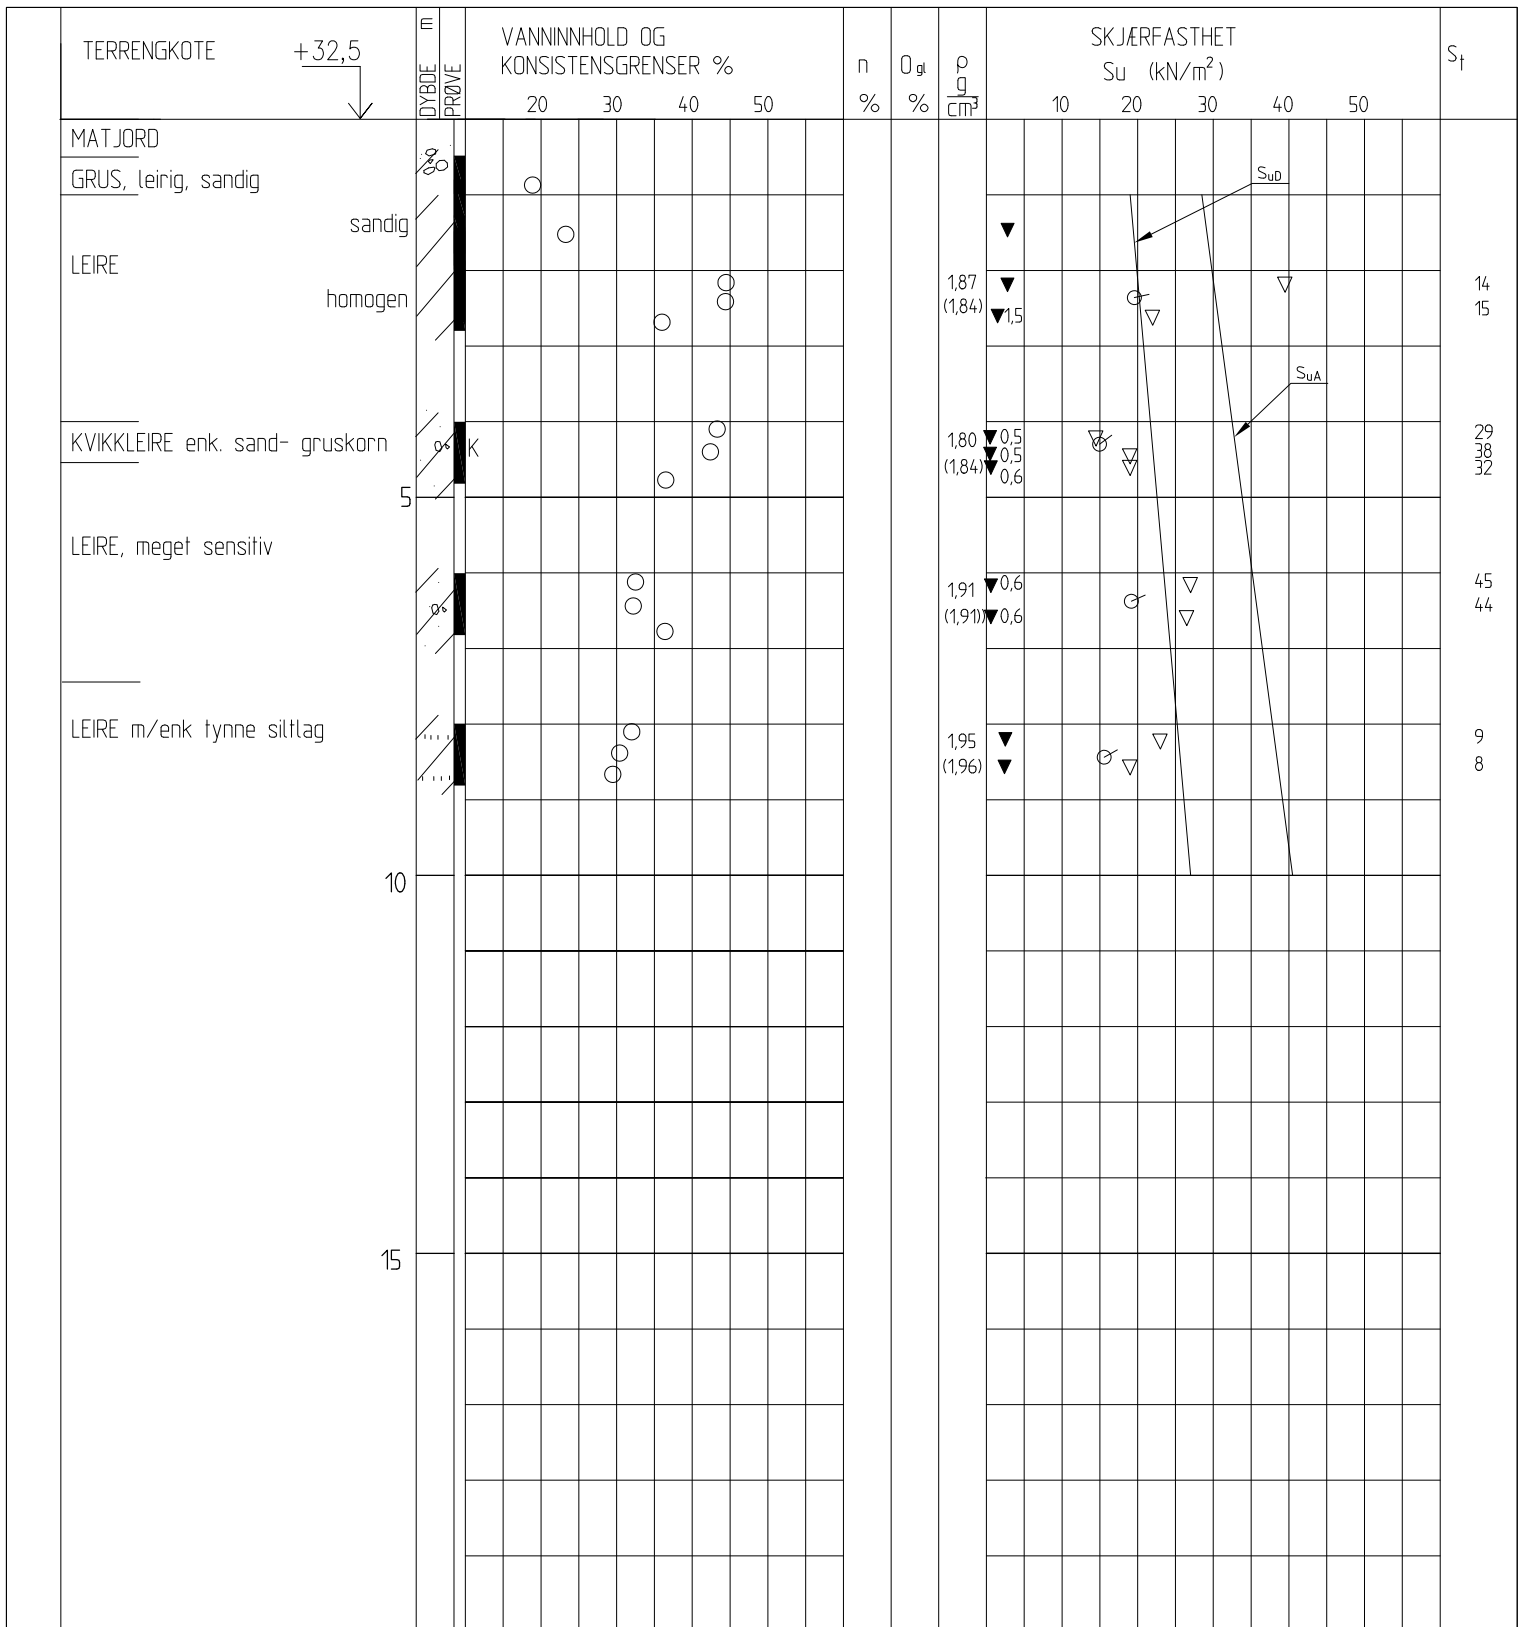 TERRENGKOTE +32,5
m
DYBDE
PRØVE
VANNINNHOLD OG
KONSISTENSGRENSER %
20 30 40 50
n
%
O gl
%
ρ
g
cm³
SKJÆRFASTHET
Su (kN/m²)
10 20 30 40 50
St
MATJORD
GRUS, leirig, sandig
SuD
sandig
LEIRE
homogen
1,87
14
(1,84)
15
1,5
SuA
KVIKKLEIRE enk. sand- gruskorn
K
1,80
0,5
29
0,5
38
(1,84)
0,6
32
5
LEIRE, meget sensitiv
1,91
0,6
45
(1,91))
0,6
44
LEIRE m/enk tynne siltlag
1,95
9
(1,96)
8
10
15